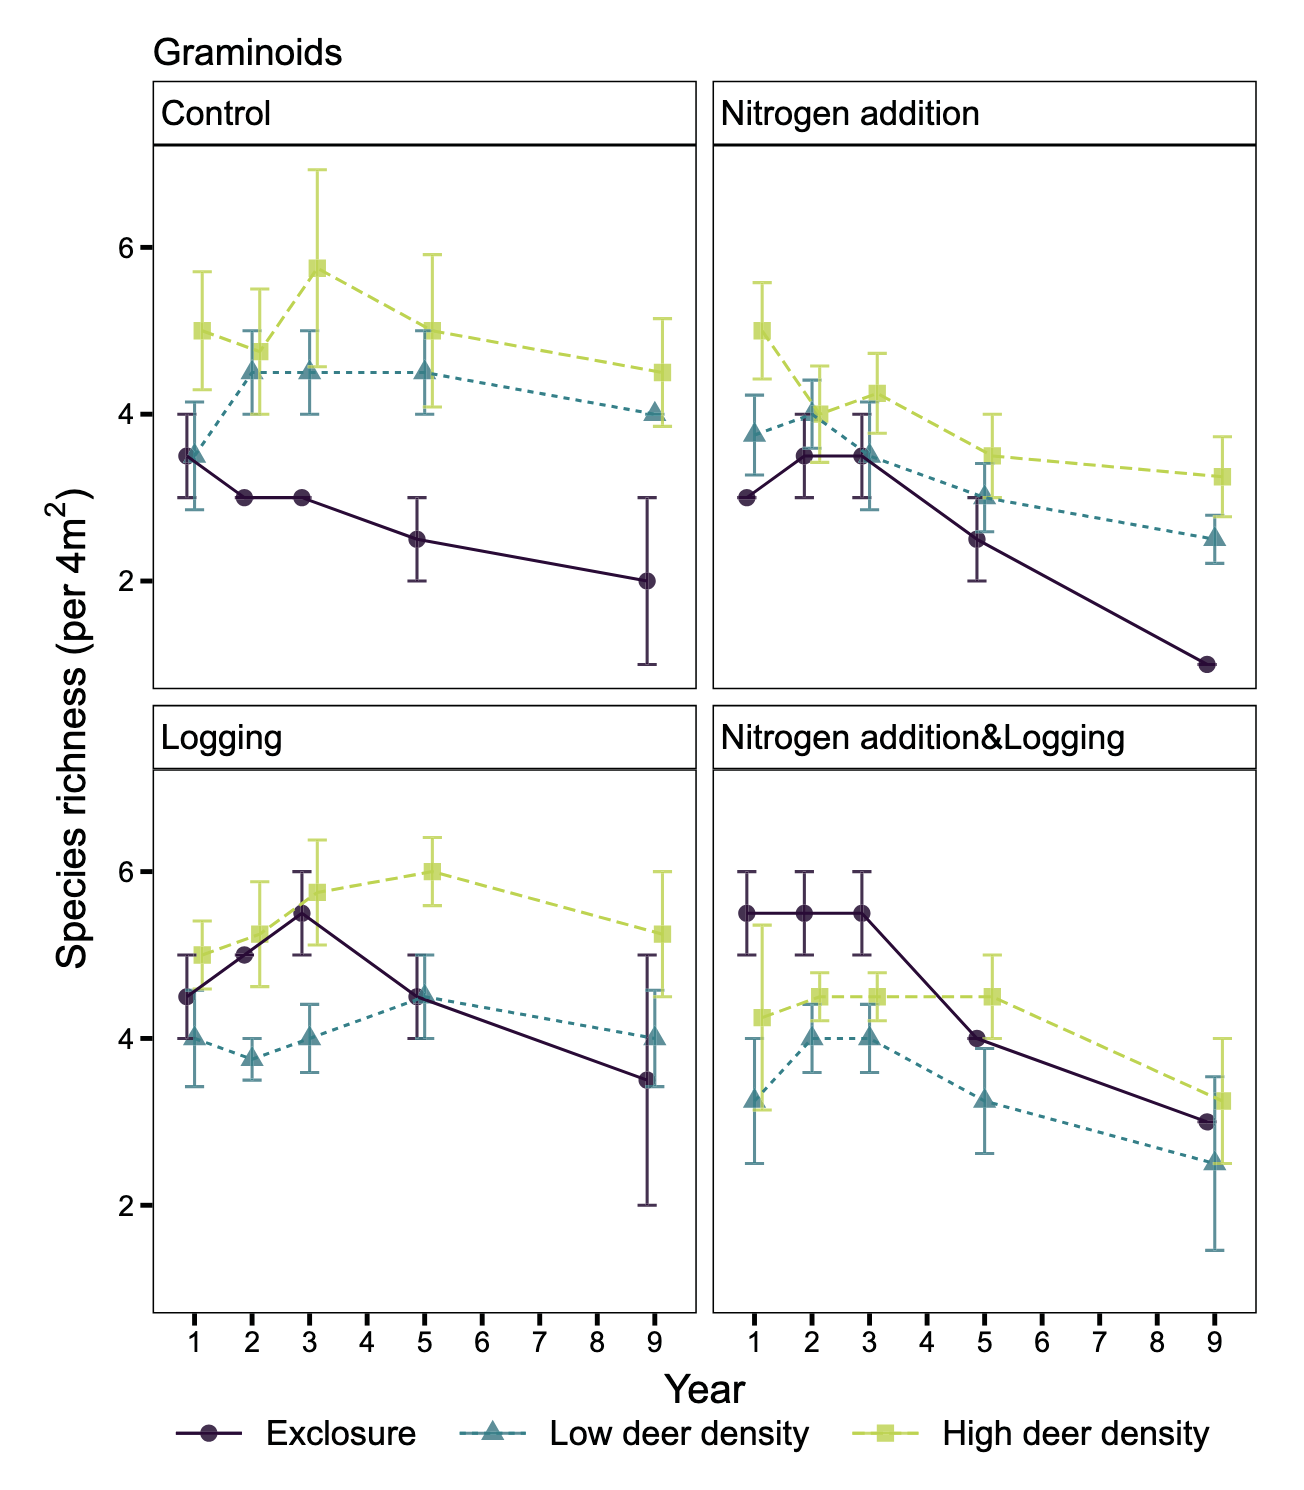 Graminoids
Control
Nitrogen addition
6
4
2
Logging
Nitrogen addition&Logging
6
4
2
Species richness (per 4m²)
1 2 3 4 5 6 7 8 9
1 2 3 4 5 6 7 8 9
Year
Exclosure
Low deer density
High deer density